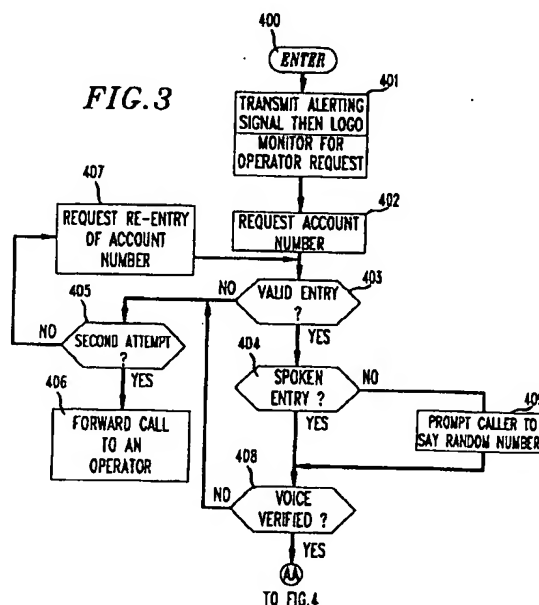 400
ENTER
FIG.3
401
TRANSMIT ALERTING
SIGNAL THEN LOGO
MONITOR FOR
OPERATOR REQUEST
407
REQUEST RE-ENTRY
OF ACCOUNT
NUMBER
402
REQUEST ACCOUNT
NUMBER
403
VALID ENTRY
?
NO
YES
405
SECOND ATTEMPT
?
NO
YES
404
SPOKEN
ENTRY ?
NO
YES
406
FORWARD CALL
TO AN
OPERATOR
409
PROMPT CALLER TO
SAY RANDOM NUMBER
408
VOICE
VERIFIED ?
NO
YES
AA
TO FIG.4